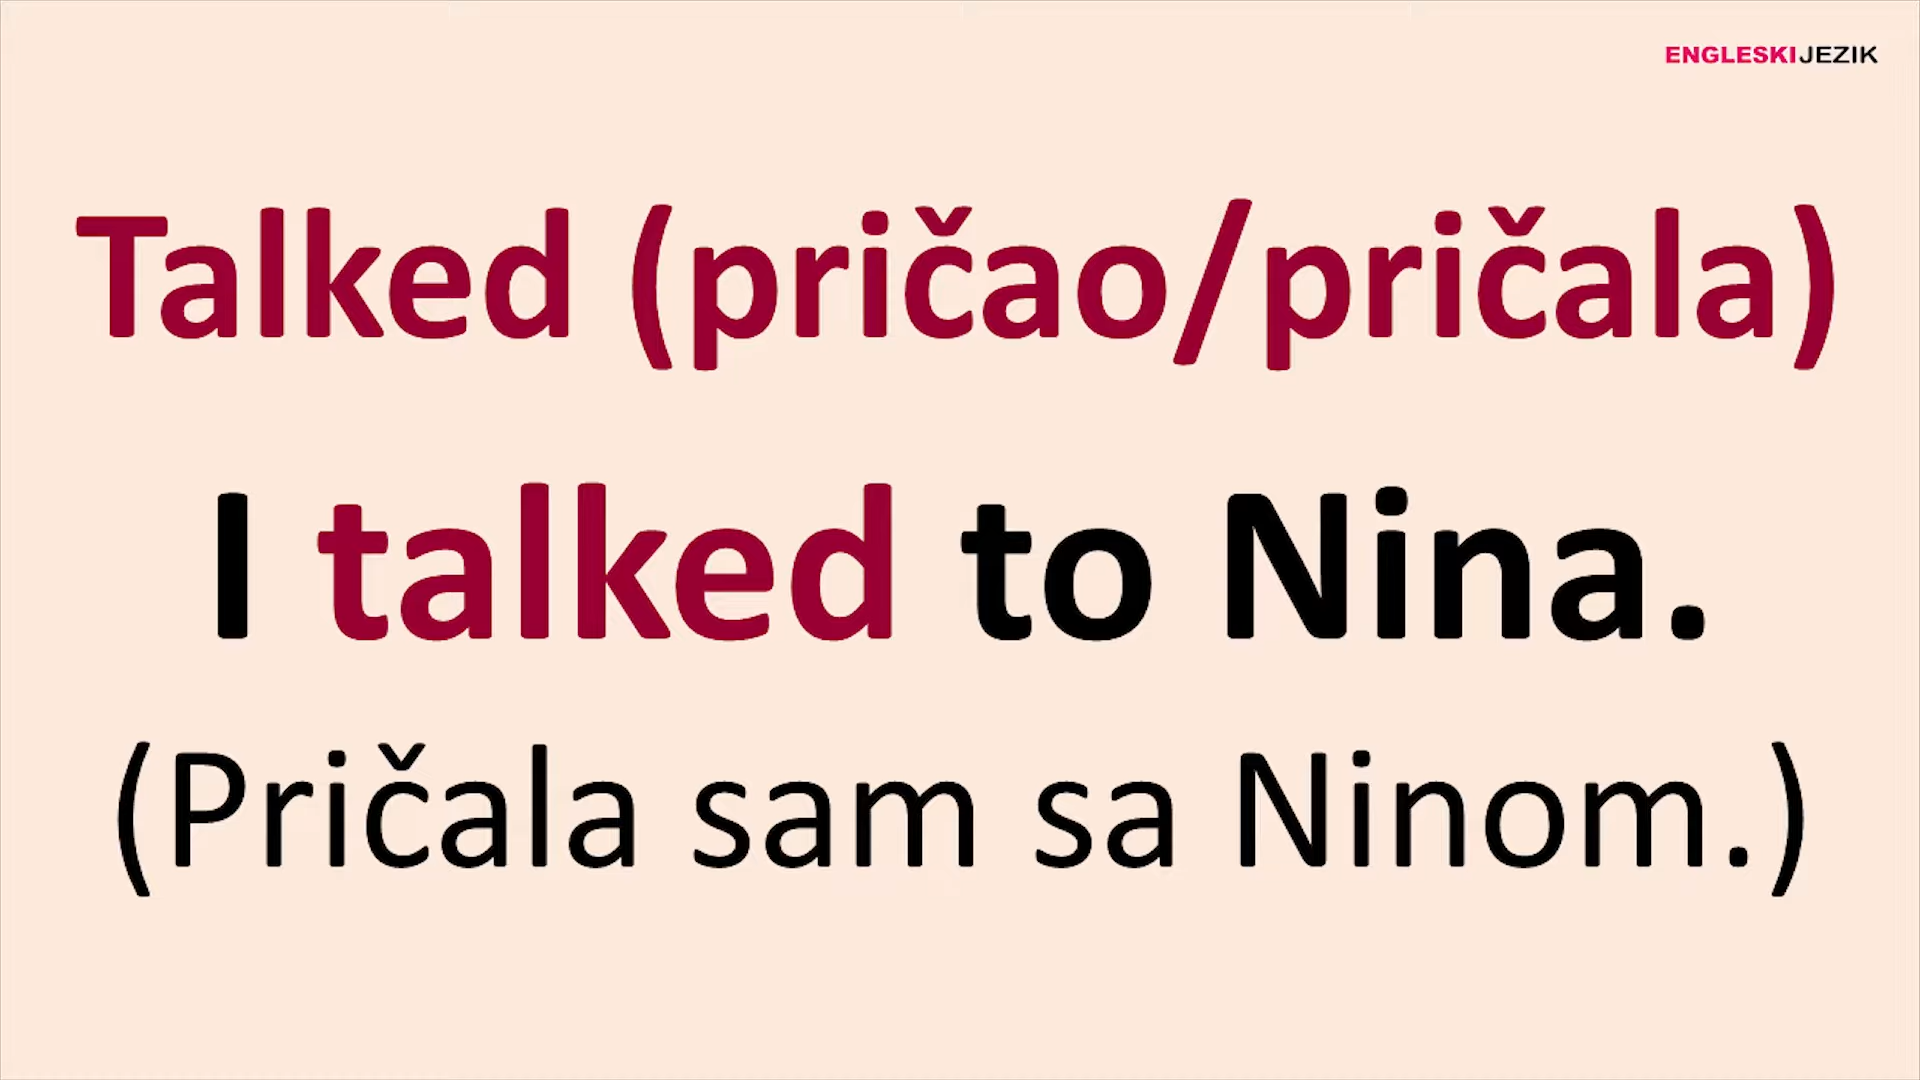 ENGLESKIJEZIK
Talked (pričao/pričala)
I talked to Nina.
(Pričala sam sa Ninom.)